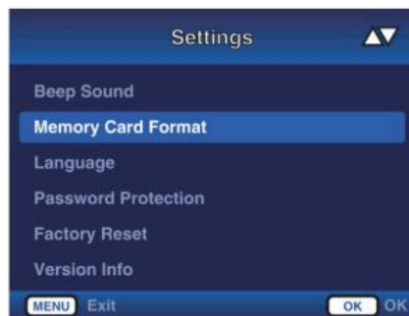 Settings
Beep Sound
Memory Card Format
Language
Password Protection
Factory Reset
Version Info
MENU Exit OK OK